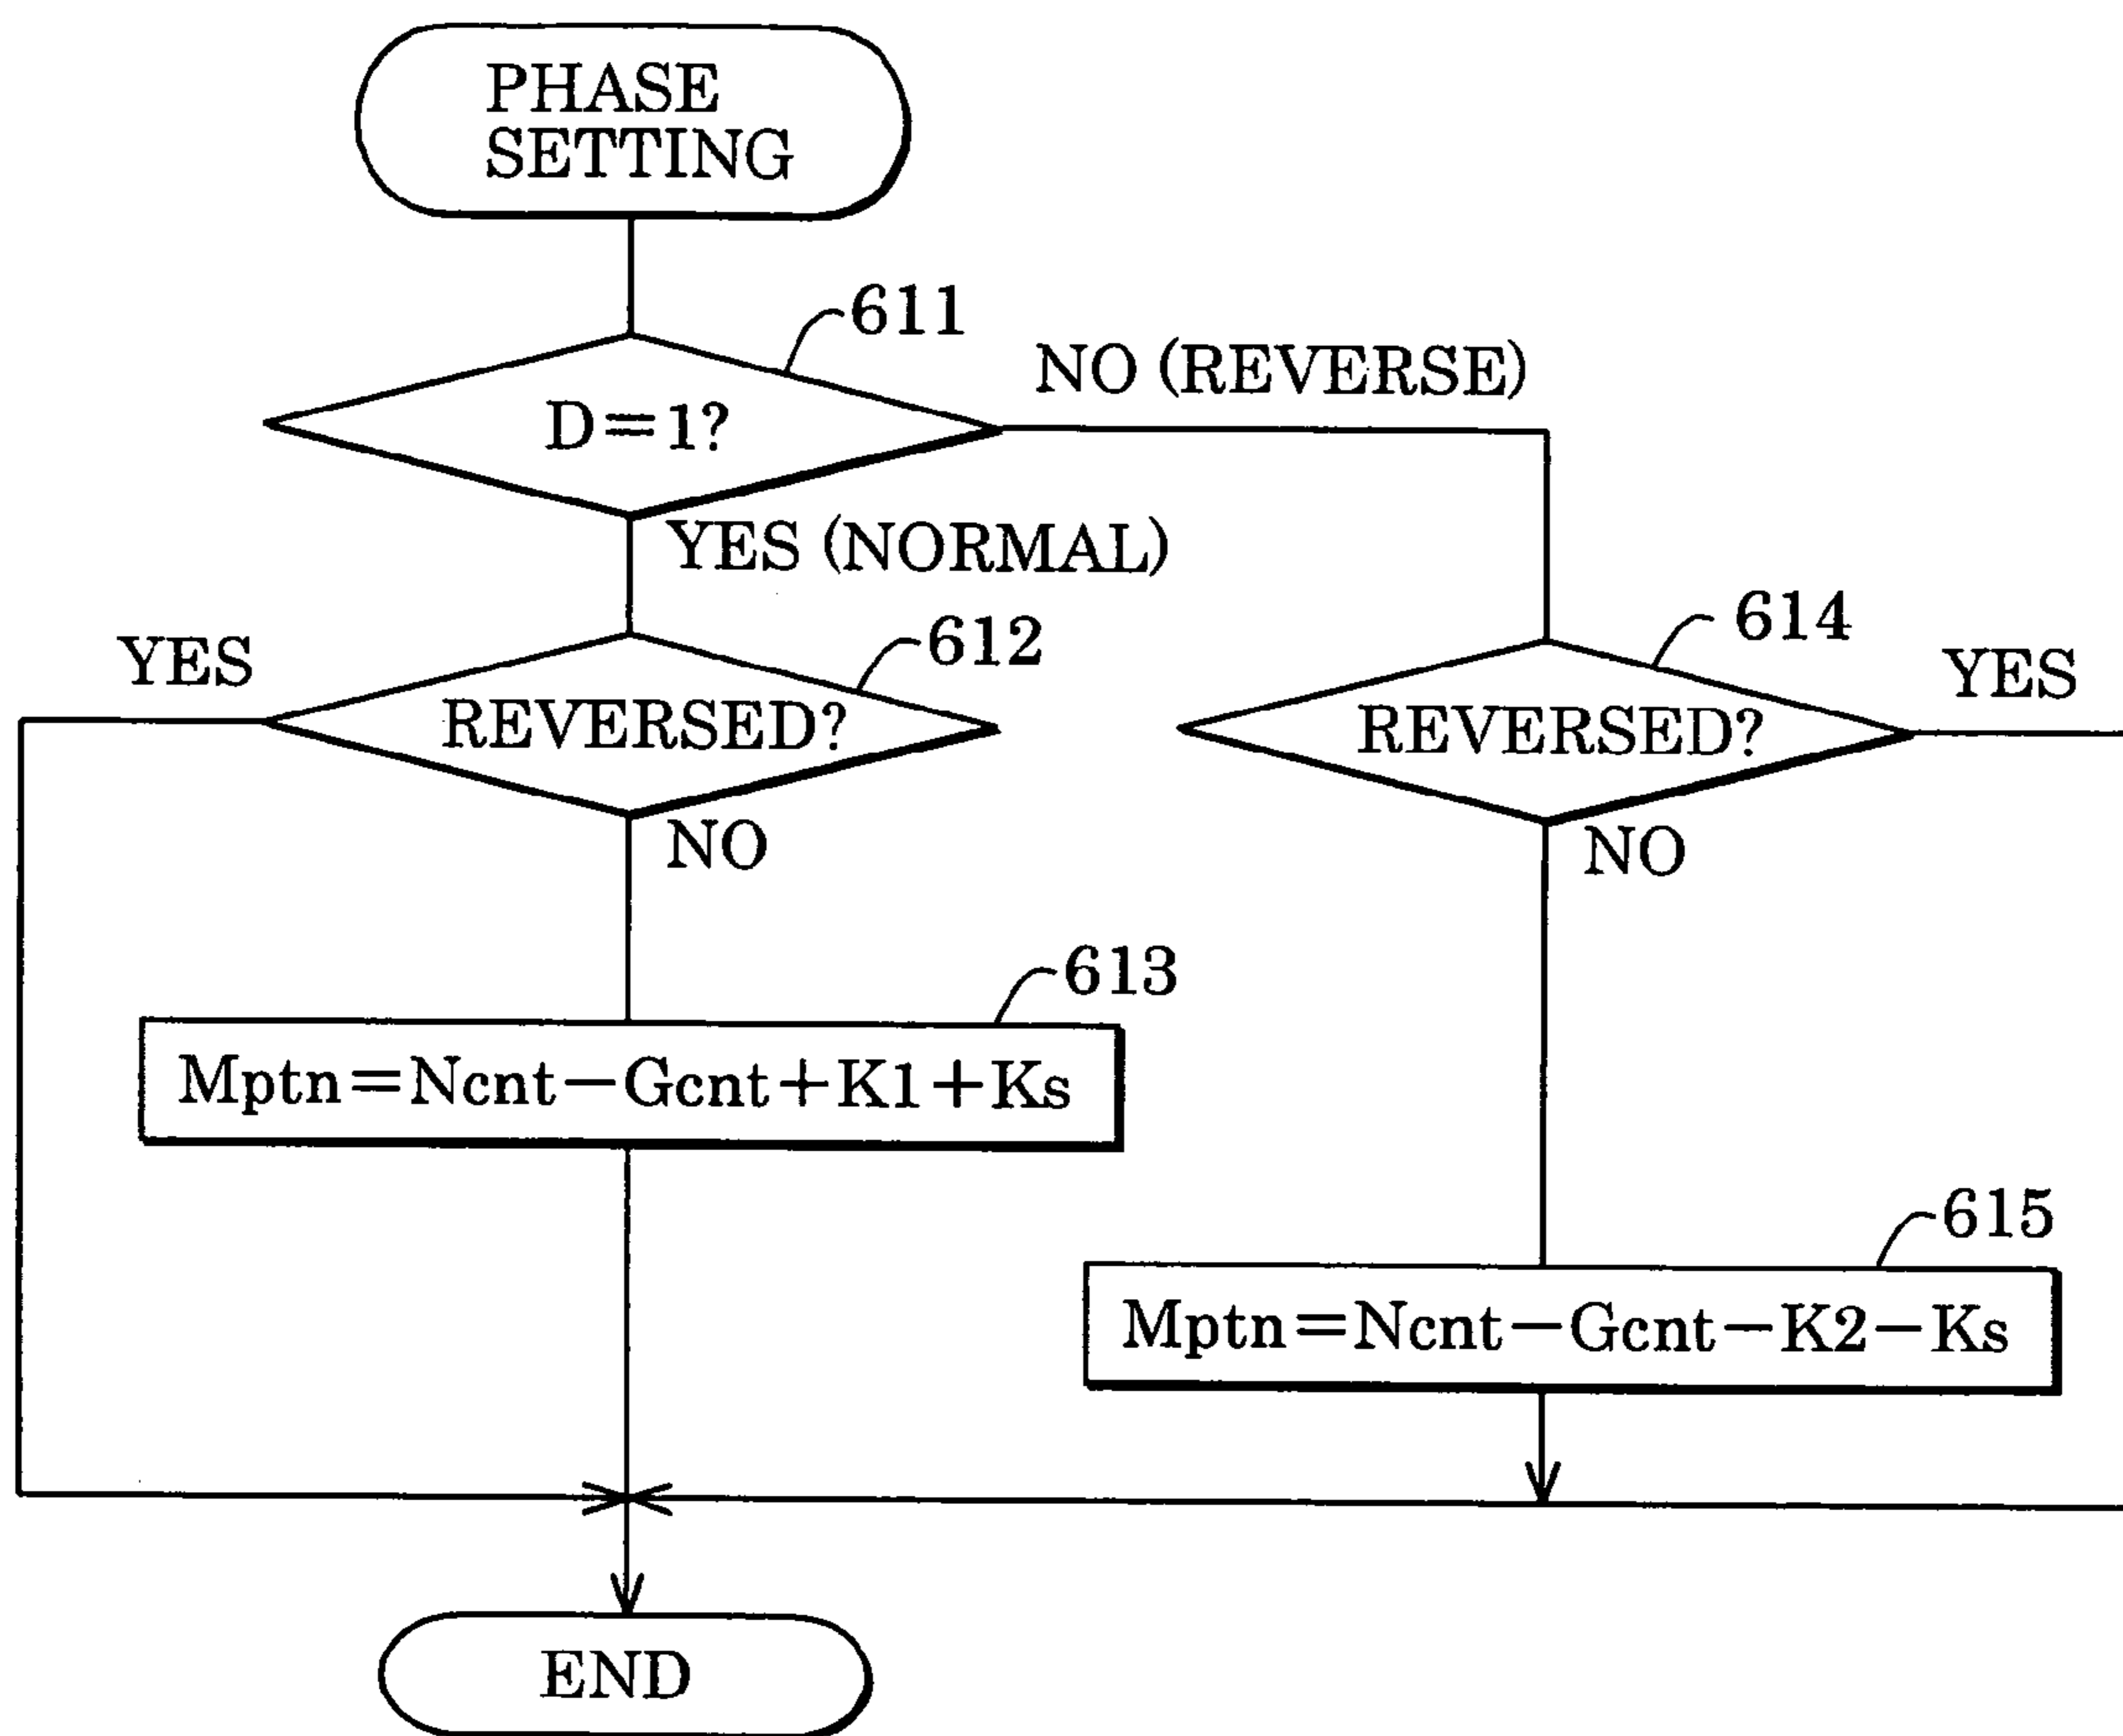 PHASE
SETTING
611
D=1?
NO (REVERSE)
YES (NORMAL)
612
YES
REVERSED?
NO
614
YES
REVERSED?
NO
613
Mptn=Ncnt−Gcnt+K1+Ks
615
Mptn=Ncnt−Gcnt−K2−Ks
END